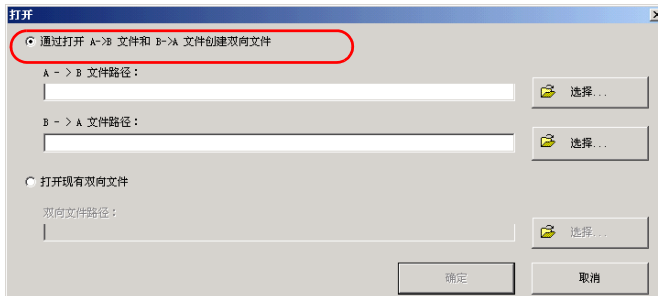 打开
通过打开 A->B 文件和 B->A 文件创建双向文件
A - > B 文件路径：
选择...
B - > A 文件路径：
选择...
打开现有双向文件
双向文件路径：
选择...
确定
取消